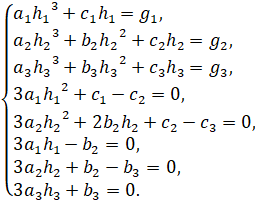 a₁h₁³ + c₁h₁ = g₁,
a₂h₂³ + b₂h₂² + c₂h₂ = g₂,
a₃h₃³ + b₃h₃² + c₃h₃ = g₃,
3a₁h₁² + c₁ − c₂ = 0,
3a₂h₂² + 2b₂h₂ + c₂ − c₃ = 0,
3a₁h₁ − b₂ = 0,
3a₂h₂ + b₂ − b₃ = 0,
3a₃h₃ + b₃ = 0.